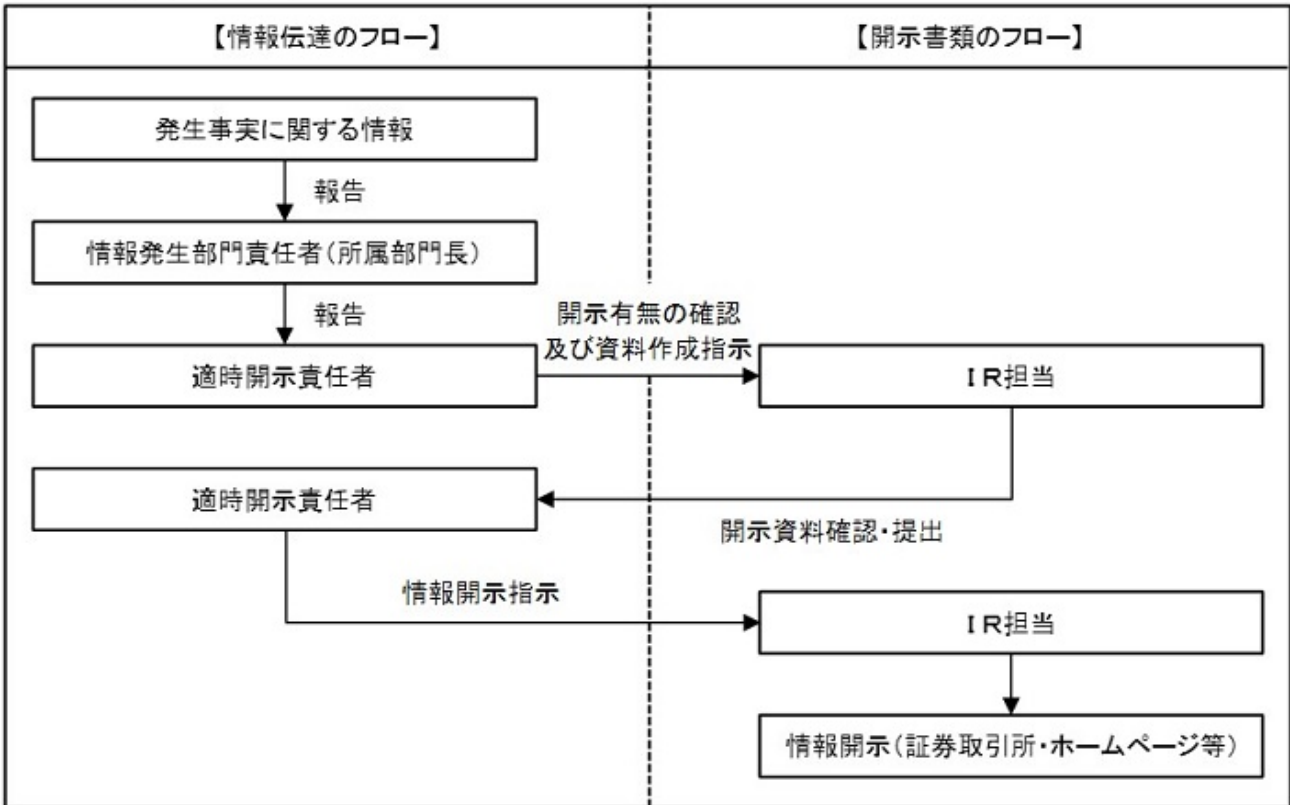 【情報伝達のフロー】
【開示書類のフロー】
発生事実に関する情報
報告
情報発生部門責任者(所属部門長)
報告
開示有無の確認
及び資料作成指示
適時開示責任者
IR担当
適時開示責任者
開示資料確認・提出
情報開示指示
IR担当
情報開示(証券取引所・ホームページ等)